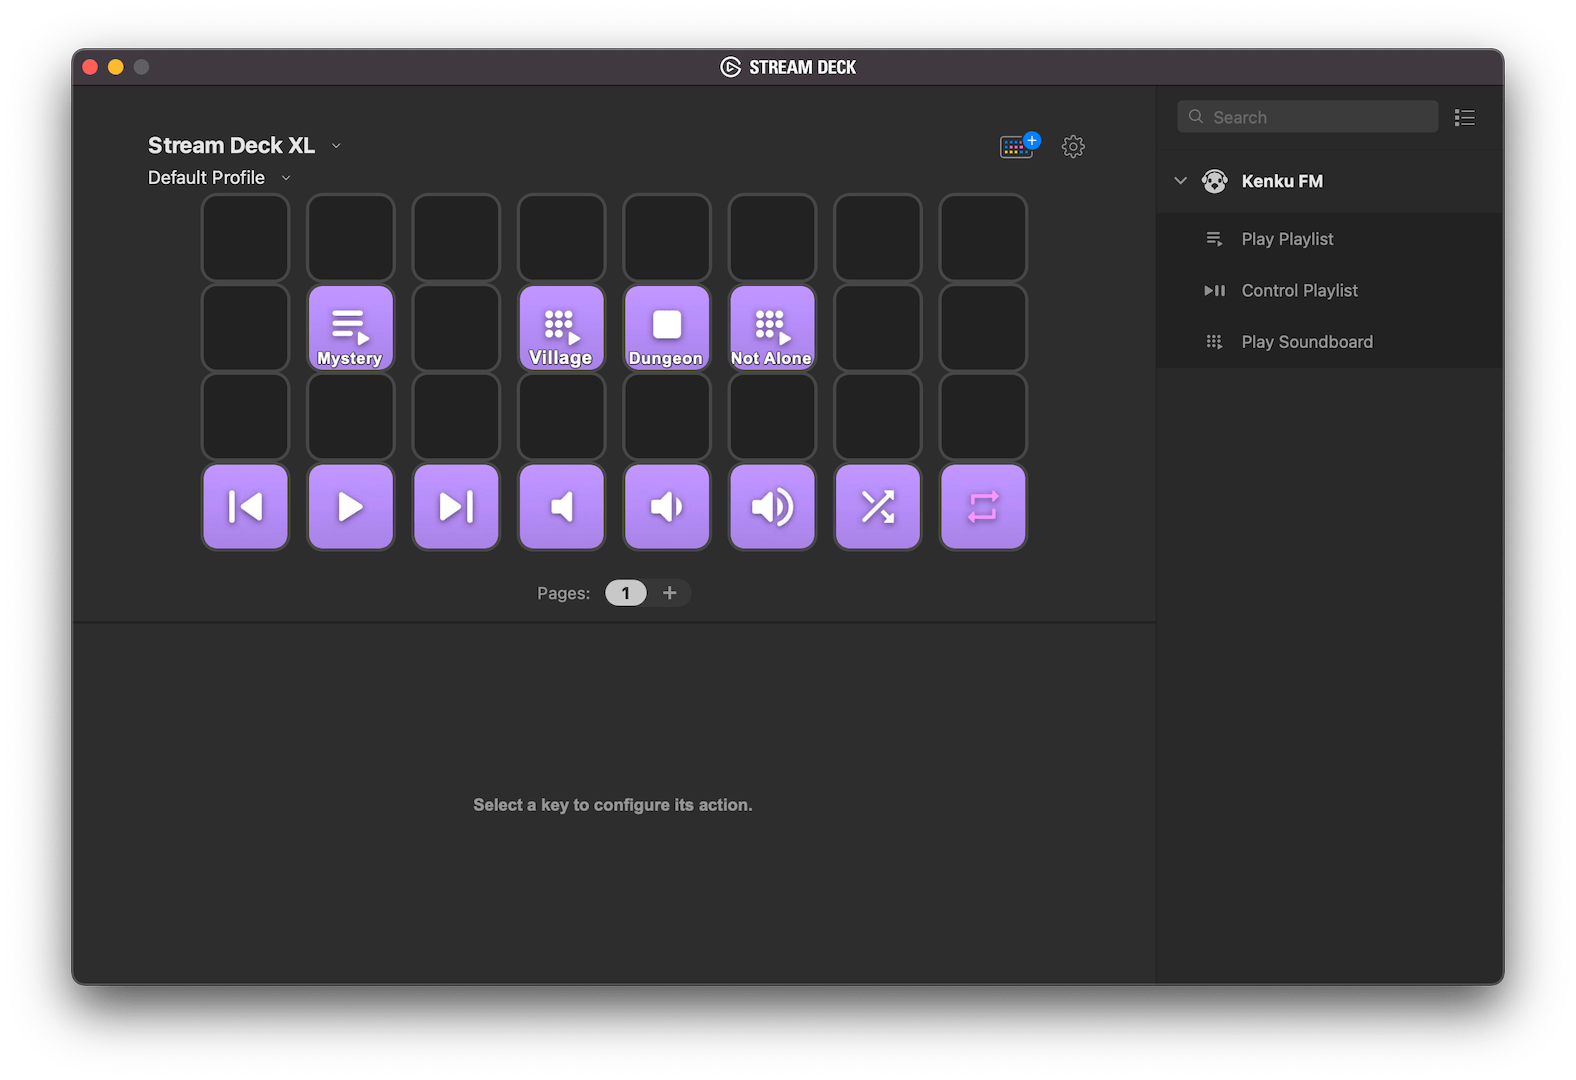 STREAM DECK
Stream Deck XL
Default Profile
Mystery
Village
Dungeon
Not Alone
Pages: 1 +
Select a key to configure its action.
Search
Kenku FM
Play Playlist
Control Playlist
Play Soundboard